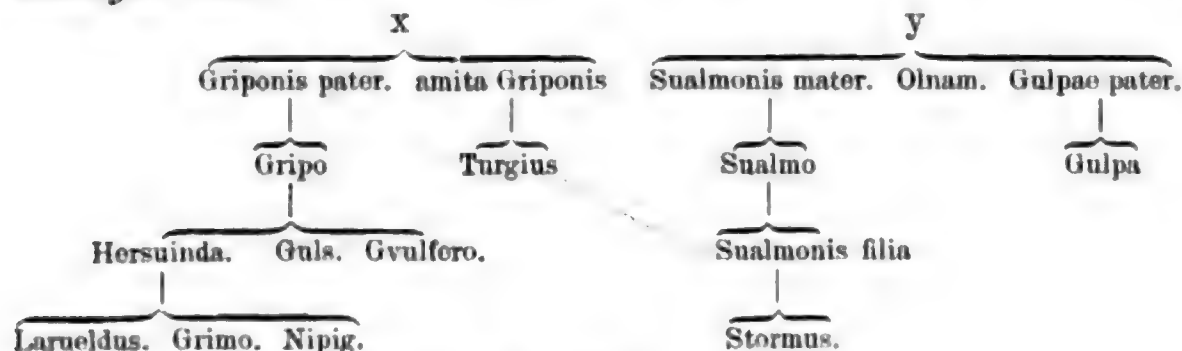 x y
Griponis pater. amita Griponis Sualmonis mater. Olnam. Gulpae pater.
Gripo Turgius Sualmo Gulpa
Hersuinda. Guls. Gvulfero. Sualmonis filia
Larueldus. Grimo. Nipig. Stormus.